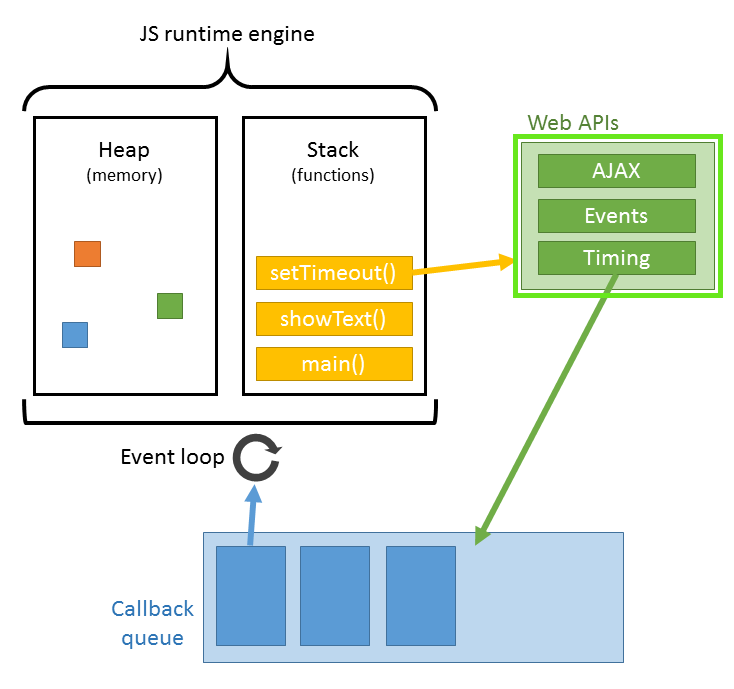 JS runtime engine
Heap
(memory)
Stack
(functions)
setTimeout()
showText()
main()
Web APIs
AJAX
Events
Timing
Event loop
Callback
queue